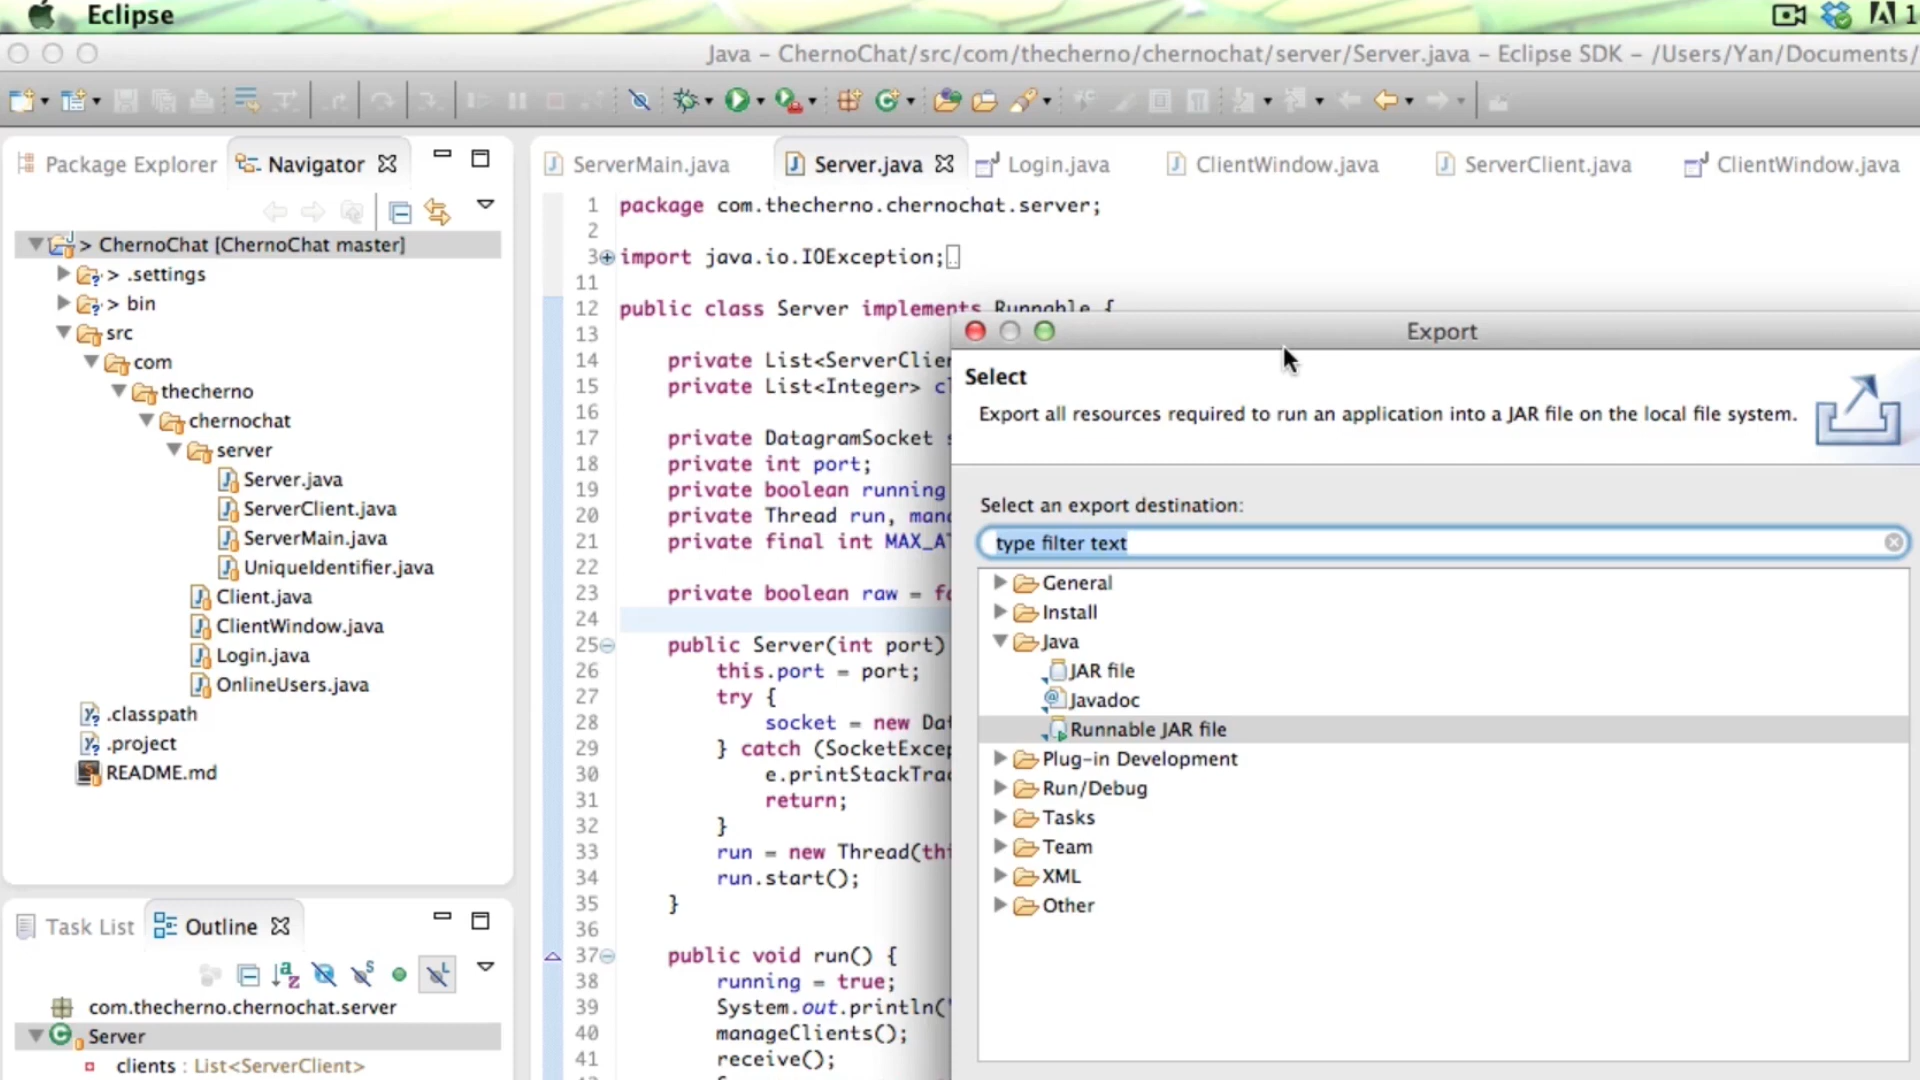 Eclipse
1
Java – ChernoChat/src/com/thecherno/chernochat/server/Server.java – Eclipse SDK – /Users/Yan/Documents/
Package Explorer
Navigator
ServerMain.java
Server.java
Login.java
ClientWindow.java
ServerClient.java
ClientWindow.java
> ChernoChat [ChernoChat master]
> .settings
> bin
src
com
thecherno
chernochat
server
Server.java
ServerClient.java
ServerMain.java
UniqueIdentifier.java
Client.java
ClientWindow.java
Login.java
OnlineUsers.java
.classpath
.project
README.md
Task List
Outline
com.thecherno.chernochat.server
Server
clients : List<ServerClient>
1 package com.thecherno.chernochat.server;
2
3 import java.io.IOException;
11
12 public class Server implements Runnable {
13
14 private List<ServerClien
15 private List<Integer> cl
16
17 private DatagramSocket s
18 private int port;
19 private boolean running
20 private Thread run, mana
21 private final int MAX_AT
22
23 private boolean raw = fa
24
25 public Server(int port)
26 this.port = port;
27 try {
28 socket = new Dat
29 } catch (SocketExcep
30 e.printStackTrac
31 return;
32 }
33 run = new Thread(thi
34 run.start();
35 }
36
37 public void run() {
38 running = true;
39 System.out.println("
40 manageClients();
41 receive();
Export
Select
Export all resources required to run an application into a JAR file on the local file system.
Select an export destination:
type filter text
General
Install
Java
JAR file
Javadoc
Runnable JAR file
Plug-in Development
Run/Debug
Tasks
Team
XML
Other